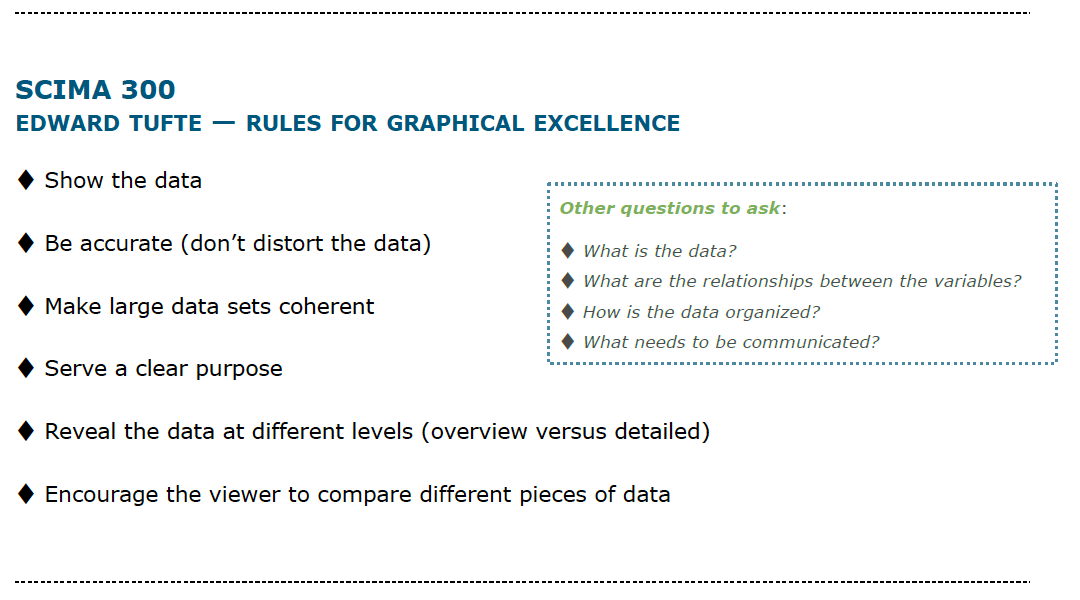 SCIMA 300
EDWARD TUFTE — RULES FOR GRAPHICAL EXCELLENCE
♦ Show the data
♦ Be accurate (don’t distort the data)
♦ Make large data sets coherent
♦ Serve a clear purpose
♦ Reveal the data at different levels (overview versus detailed)
♦ Encourage the viewer to compare different pieces of data
Other questions to ask:
♦ What is the data?
♦ What are the relationships between the variables?
♦ How is the data organized?
♦ What needs to be communicated?